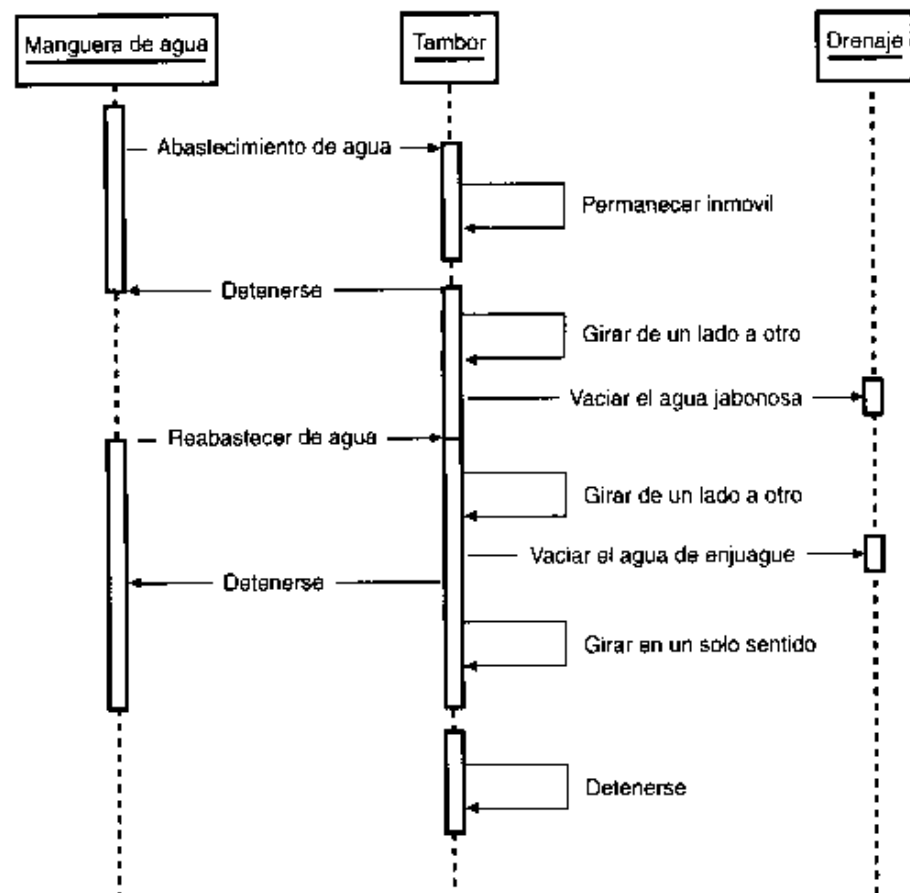 Manguera de agua
Tambor
Drenaje
Abastecimiento de agua
Permanecer inmovil
Detenerse
Girar de un lado a otro
Vaciar el agua jabonosa
Reabastecer de agua
Girar de un lado a otro
Vaciar el agua de enjuague
Detenerse
Girar en un solo sentido
Detenerse